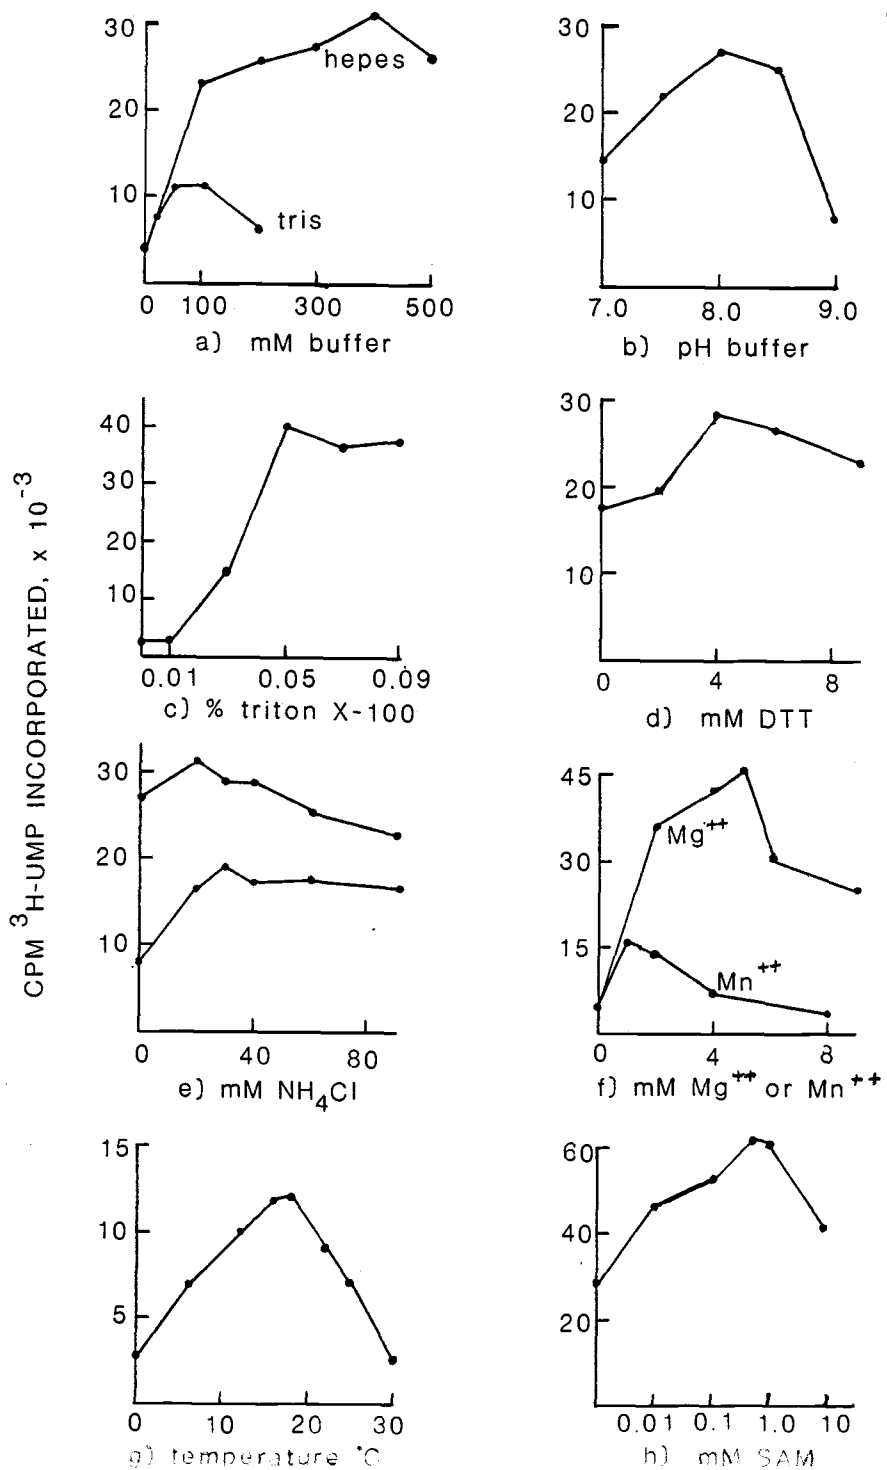 CPM ³H-UMP INCORPORATED, x 10⁻³
30
20
10
hepes
tris
0 100 300 500
a) mM buffer
30
20
10
7.0 8.0 9.0
b) pH buffer
40
30
20
10
0.01 0.05 0.09
c) % triton X-100
30
20
10
0 4 8
d) mM DTT
30
20
10
0 40 80
e) mM NH₄Cl
45
30
15
Mg⁺⁺
Mn⁺⁺
0 4 8
f) mM Mg⁺⁺ or Mn⁺⁺
15
10
5
0 10 20 30
g) temperature °C
60
40
20
0.01 0.1 1.0 10
h) mM SAM